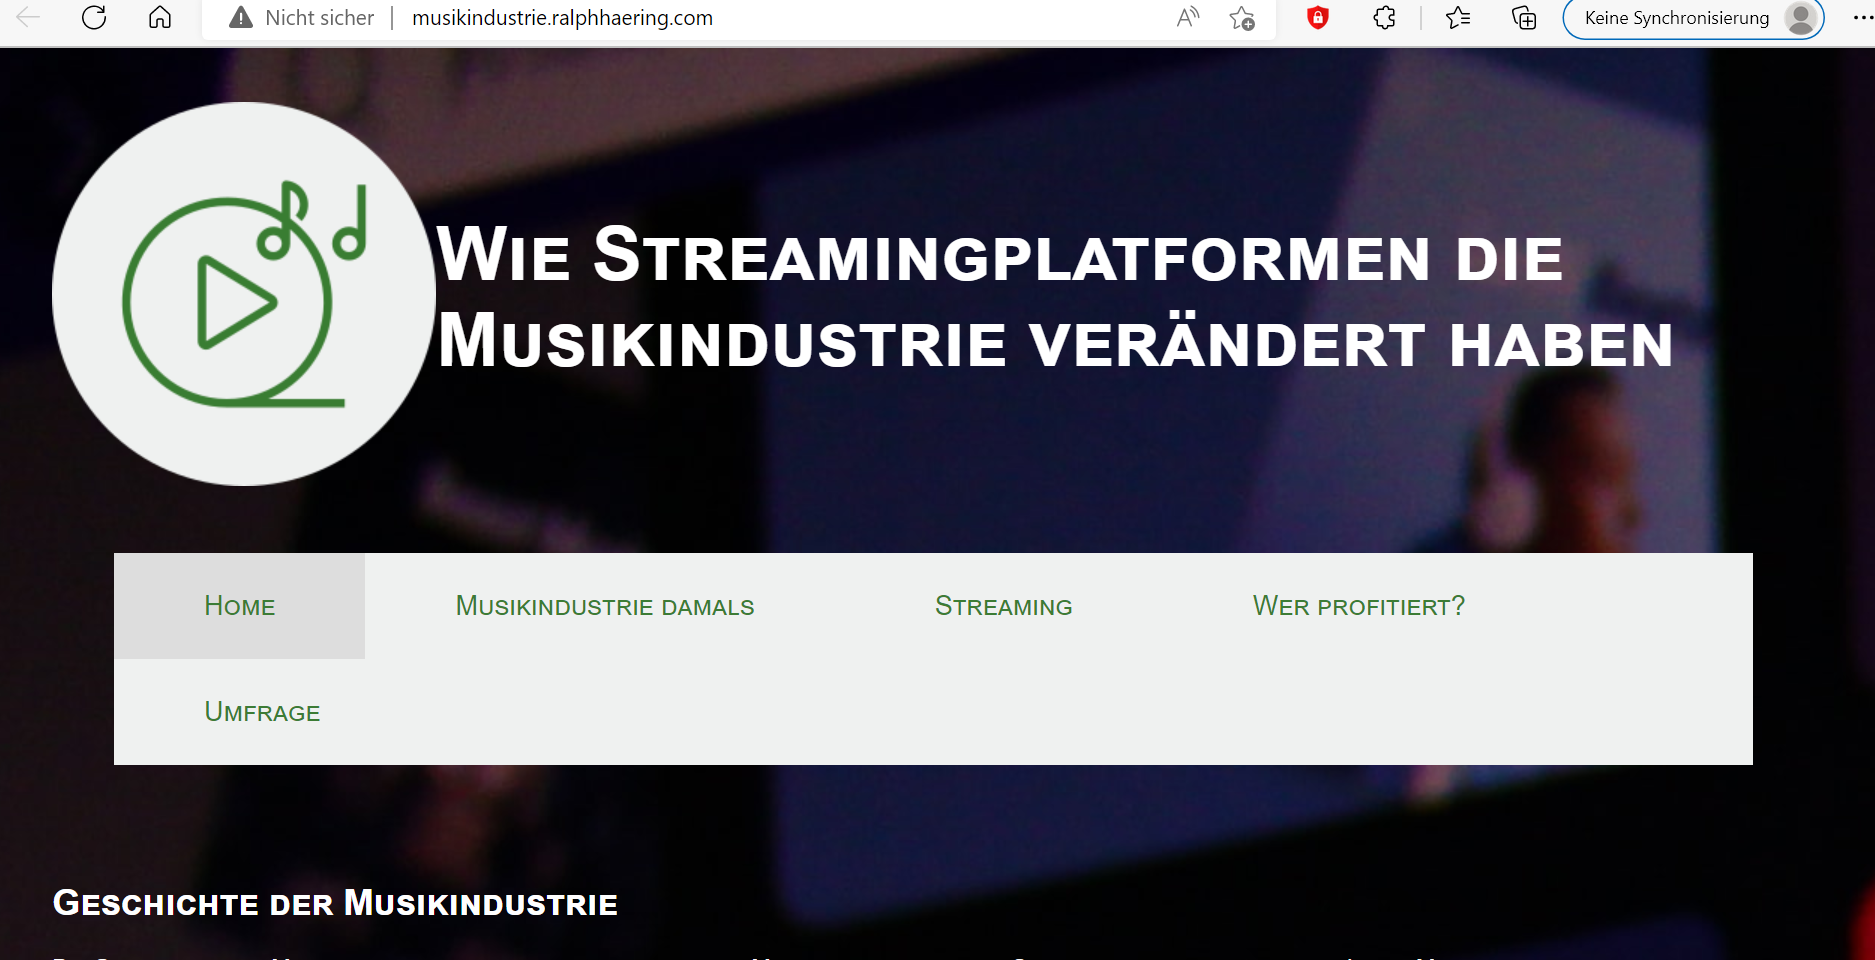 Nicht sicher | musikindustrie.ralphhaering.com Keine Synchronisierung
Wie Streamingplatformen die
Musikindustrie verändert haben
Home Musikindustrie damals Streaming Wer profitiert?
Umfrage
Geschichte der Musikindustrie